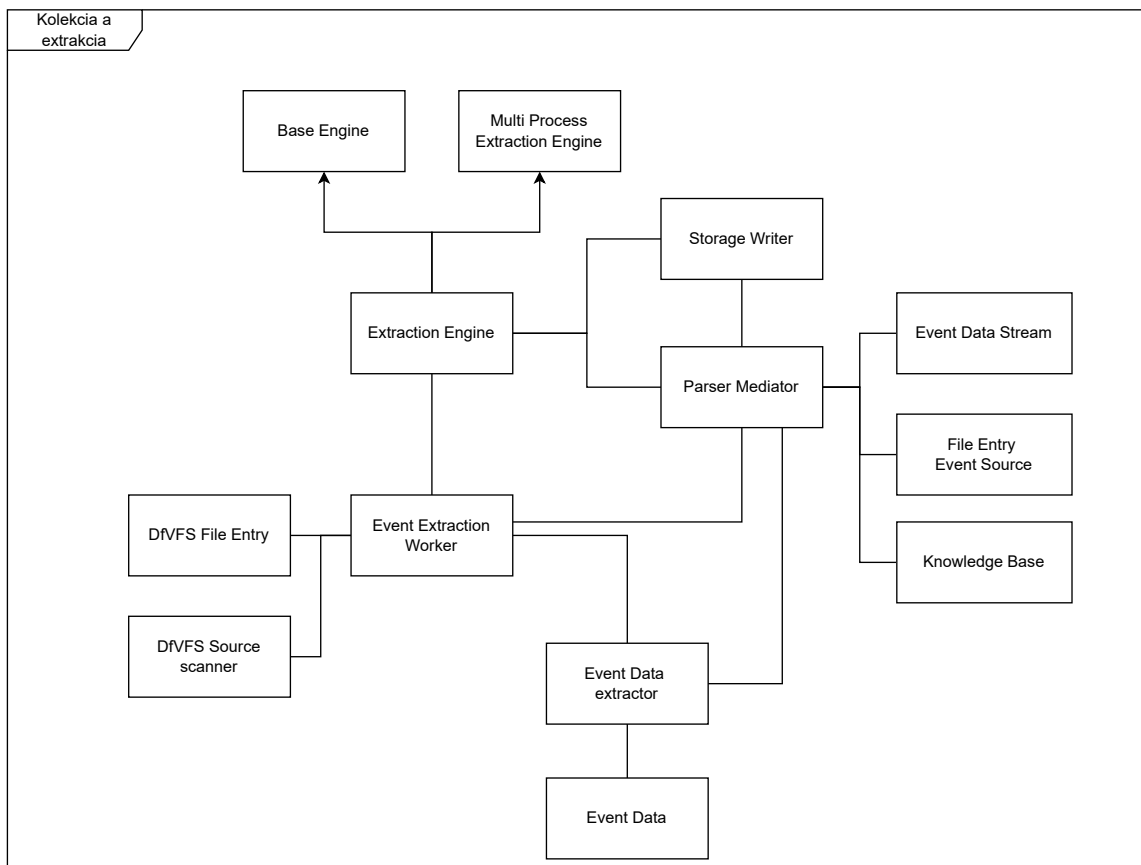 Kolekcia a
extrakcia
Base Engine
Multi Process
Extraction Engine
Storage Writer
Extraction Engine
Parser Mediator
Event Data Stream
File Entry
Event Source
Knowledge Base
DfVFS File Entry
Event Extraction
Worker
DfVFS Source
scanner
Event Data
extractor
Event Data